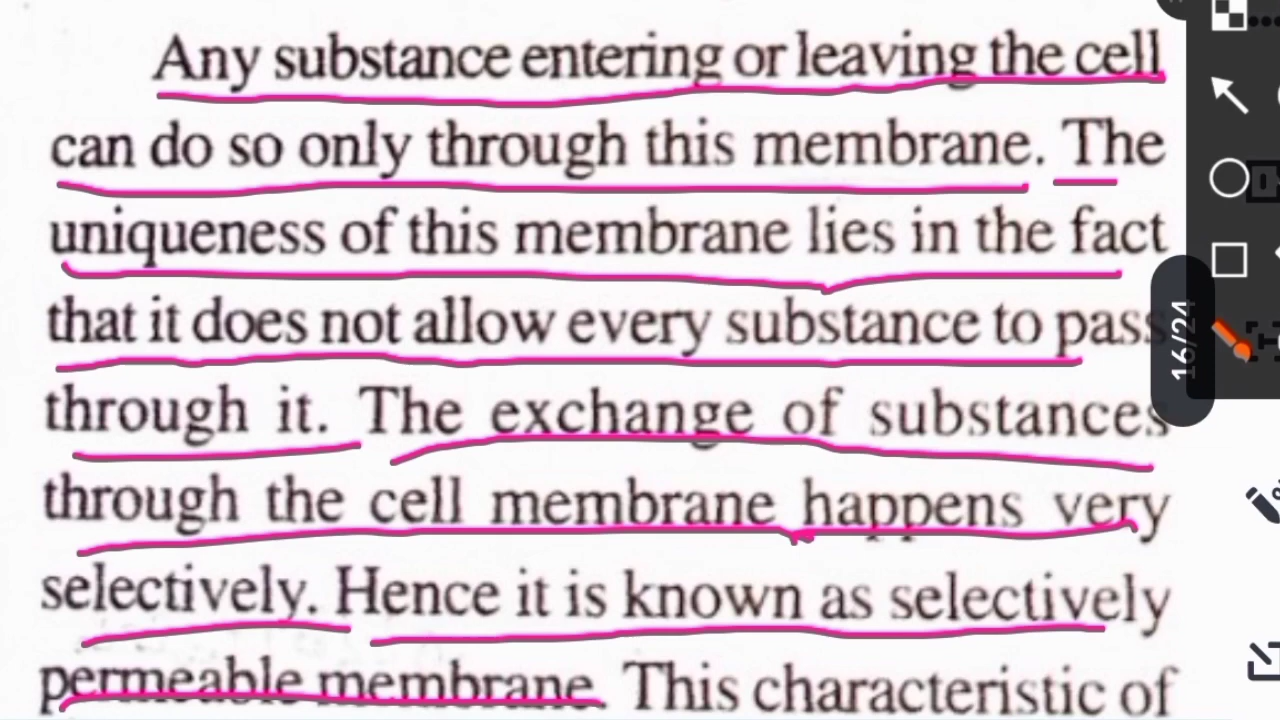 Any substance entering or leaving the cell
can do so only through this membrane. The
uniqueness of this membrane lies in the fact
that it does not allow every substance to pass
through it. The exchange of substances
through the cell membrane happens very
selectively. Hence it is known as selectively
permeable membrane. This characteristic of
16/24